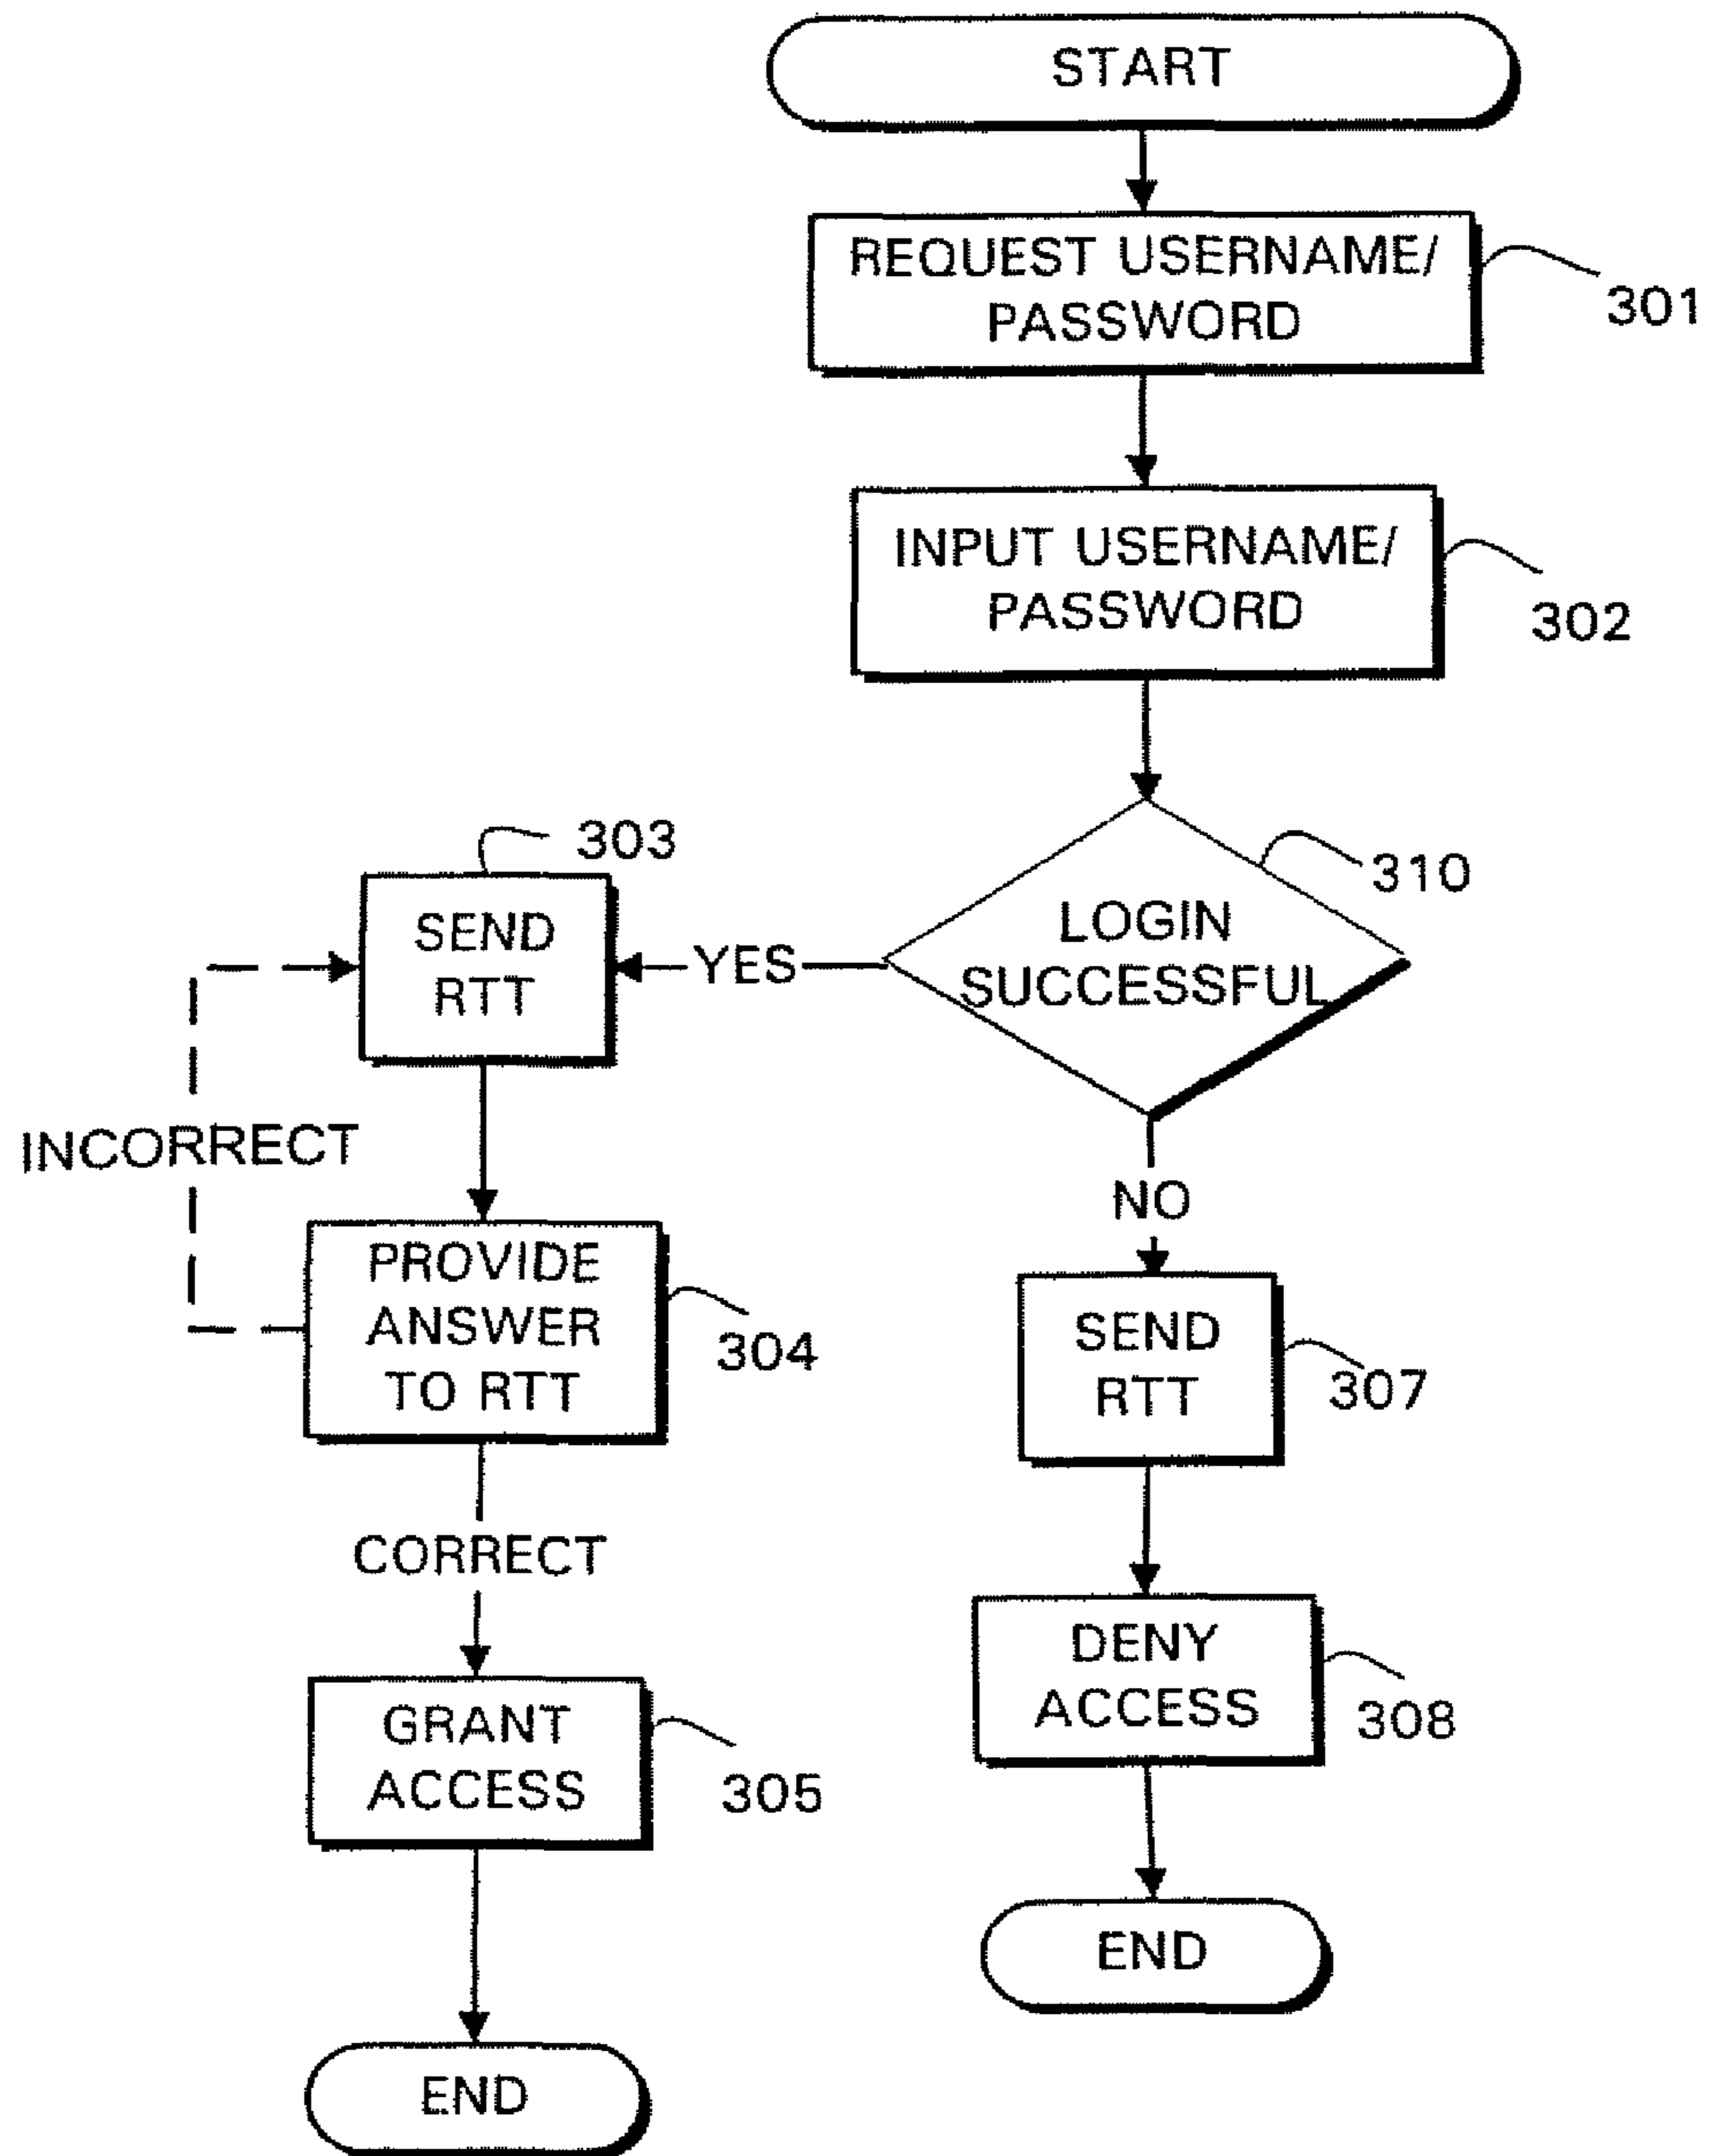 START
REQUEST USERNAME/
PASSWORD
301
INPUT USERNAME/
PASSWORD
302
303
310
SEND
RTT
YES
LOGIN
SUCCESSFUL
INCORRECT
NO
PROVIDE
ANSWER
TO RTT
304
SEND
RTT
307
CORRECT
DENY
ACCESS
308
GRANT
ACCESS
305
END
END